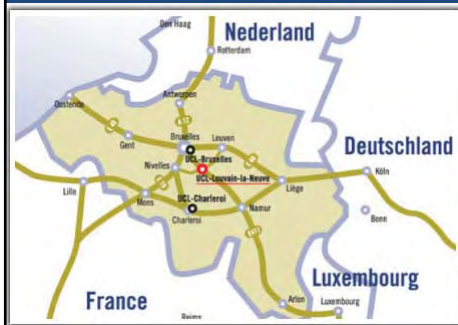 Den Haag
Nederland
Rotterdam
Antwerpen
Oostende
Bruxelles
Leuven
Gent
UCL-Bruxelles
Deutschland
Nivelles
UCL-Louvain-la-Neuve
Köln
Lille
Liège
Mons
UCL-Charleroi
Namur
Charleroi
Bonn
Luxembourg
France
Arlon
Luxembourg
Reims